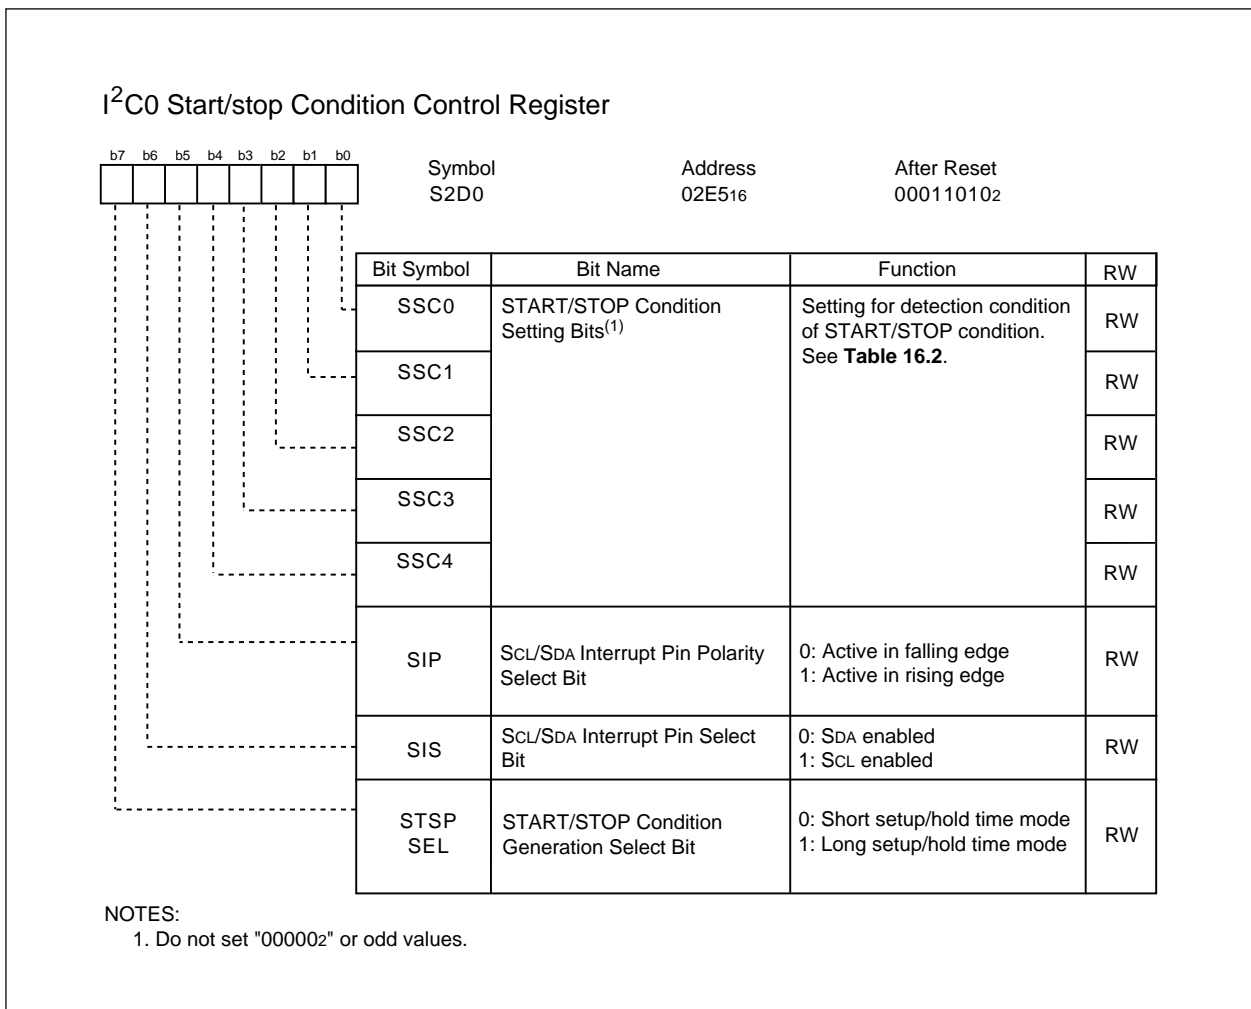 I2C0 Start/stop Condition Control Register
b7 b6 b5 b4 b3 b2 b1 b0
Symbol Address After Reset
S2D0 02E516 000110102
Bit Symbol Bit Name Function RW
SSC0 START/STOP Condition Setting for detection condition RW
Setting Bits(1) of START/STOP condition.
See Table 16.2.
SSC1 RW
SSC2 RW
SSC3 RW
SSC4 RW
SIP SCL/SDA Interrupt Pin Polarity 0: Active in falling edge RW
Select Bit 1: Active in rising edge
SIS SCL/SDA Interrupt Pin Select 0: SDA enabled RW
Bit 1: SCL enabled
STSP START/STOP Condition 0: Short setup/hold time mode RW
SEL Generation Select Bit 1: Long setup/hold time mode
NOTES:
1. Do not set "000002" or odd values.